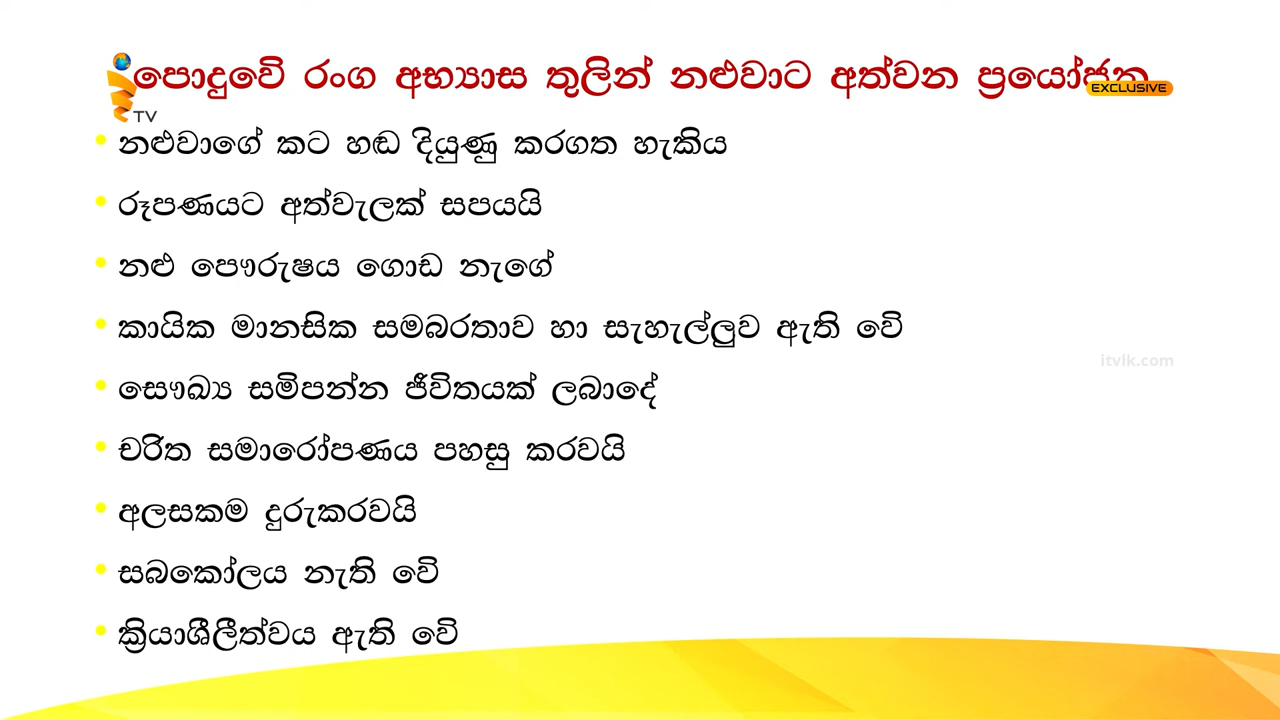 පොදුවේ රංග අභ්‍යාස තුලින් නළුවාට අත්වන ප්‍රයෝජන
EXCLUSIVE
TV
• නළුවාගේ කට හඬ දියුණු කරගත හැකිය
• රූපණයට අත්වැලක් සපයයි
• නළු පෞරුෂය ගොඩ නැගේ
• කායික මානසික සමබරතාව හා සැහැල්ලුව ඇති වේ
itvlk.com
• සෞඛ්‍ය සමිපන්න ජීවිතයක් ලබාදේ
• චරිත සමාරෝපණය පහසු කරවයි
• අලසකම දුරුකරවයි
• සබකෝලය නැති වේ
• ක්‍රියාශීලීත්වය ඇති වේ